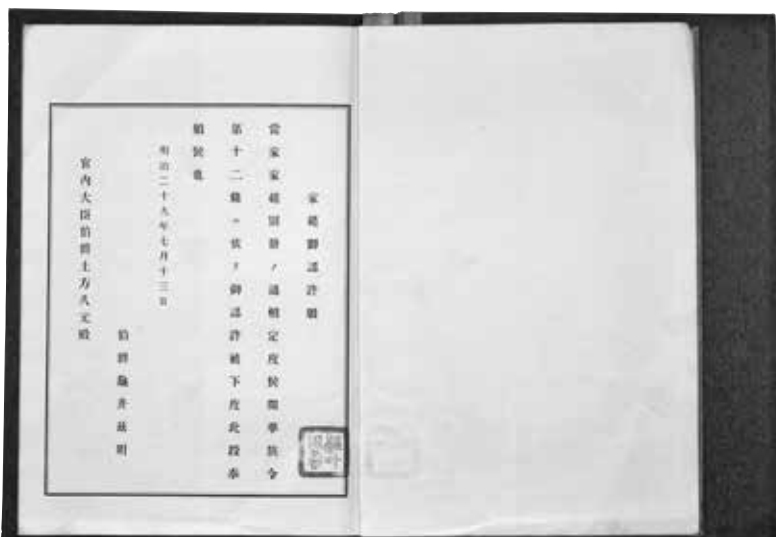 家範御認許願
當家家範別冊ノ通相定度候間華族令
第十二條ニ依リ御認許被下度此段奉
願候也
明治二十九年七月十三日
伯爵龜井茲明
宮内大臣伯爵土方久元殿